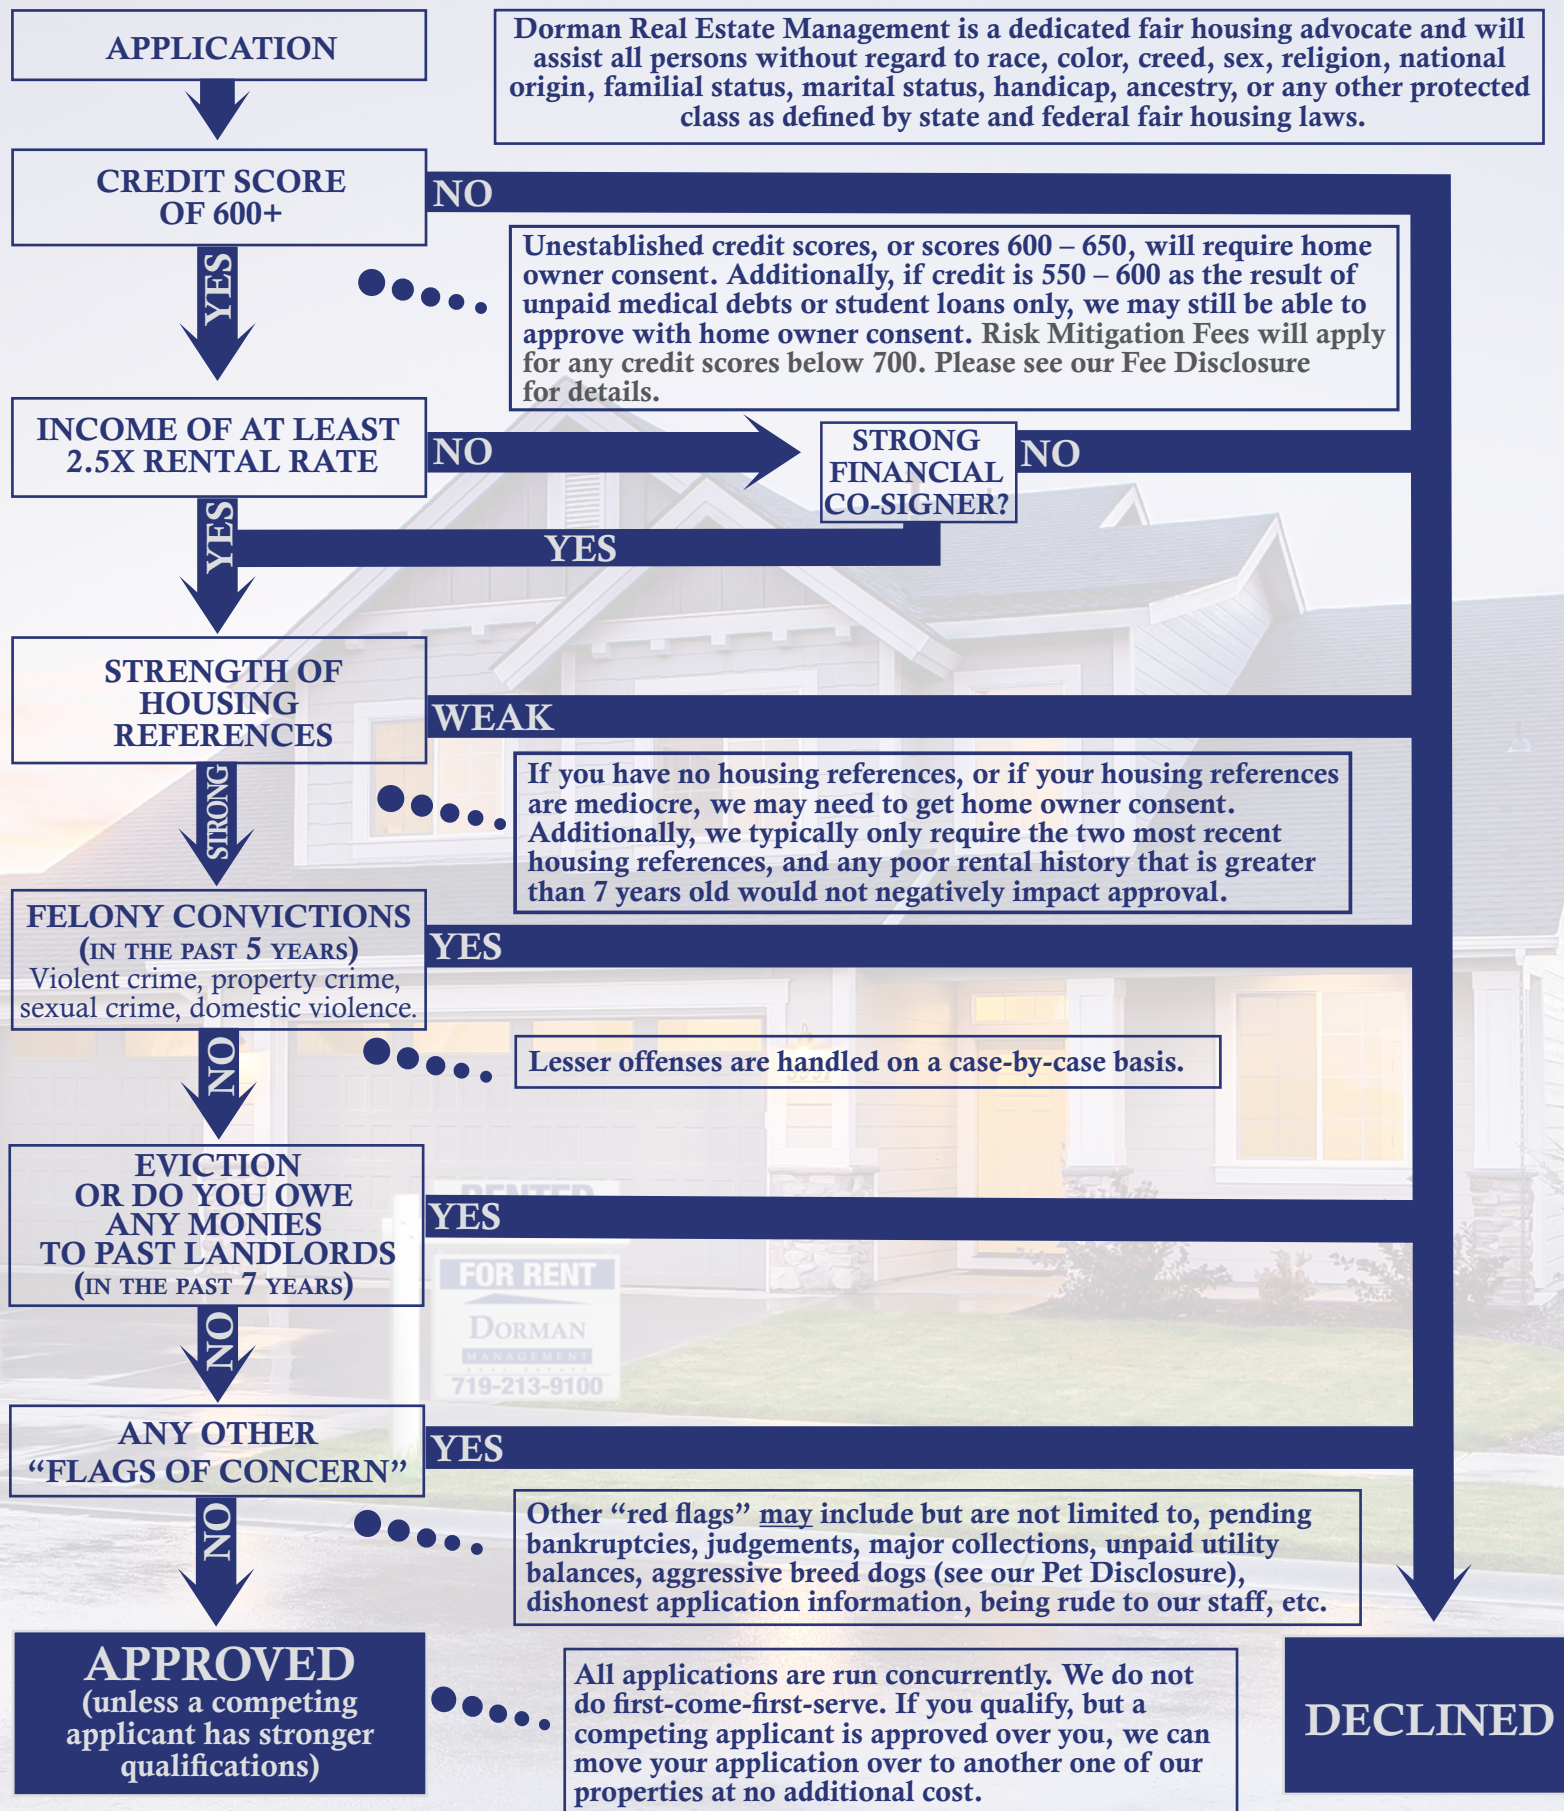 APPLICATION
Dorman Real Estate Management is a dedicated fair housing advocate and will
assist all persons without regard to race, color, creed, sex, religion, national
origin, familial status, marital status, handicap, ancestry, or any other protected
class as defined by state and federal fair housing laws.
CREDIT SCORE
OF 600+
NO
YES
Unestablished credit scores, or scores 600 – 650, will require home
owner consent. Additionally, if credit is 550 – 600 as the result of
unpaid medical debts or student loans only, we may still be able to
approve with home owner consent. Risk Mitigation Fees will apply
for any credit scores below 700. Please see our Fee Disclosure
for details.
INCOME OF AT LEAST
2.5X RENTAL RATE
NO
STRONG
FINANCIAL
CO-SIGNER?
NO
YES
YES
STRENGTH OF
HOUSING
REFERENCES
WEAK
STRONG
If you have no housing references, or if your housing references
are mediocre, we may need to get home owner consent.
Additionally, we typically only require the two most recent
housing references, and any poor rental history that is greater
than 7 years old would not negatively impact approval.
FELONY CONVICTIONS
(IN THE PAST 5 YEARS)
Violent crime, property crime,
sexual crime, domestic violence.
YES
NO
Lesser offenses are handled on a case-by-case basis.
EVICTION
OR DO YOU OWE
ANY MONIES
TO PAST LANDLORDS
(IN THE PAST 7 YEARS)
YES
NO
RENTED
FOR RENT
DORMAN
MANAGEMENT
REAL ESTATE
719-213-9100
ANY OTHER
“FLAGS OF CONCERN”
YES
NO
Other “red flags” may include but are not limited to, pending
bankruptcies, judgements, major collections, unpaid utility
balances, aggressive breed dogs (see our Pet Disclosure),
dishonest application information, being rude to our staff, etc.
APPROVED
(unless a competing
applicant has stronger
qualifications)
All applications are run concurrently. We do not
do first-come-first-serve. If you qualify, but a
competing applicant is approved over you, we can
move your application over to another one of our
properties at no additional cost.
DECLINED